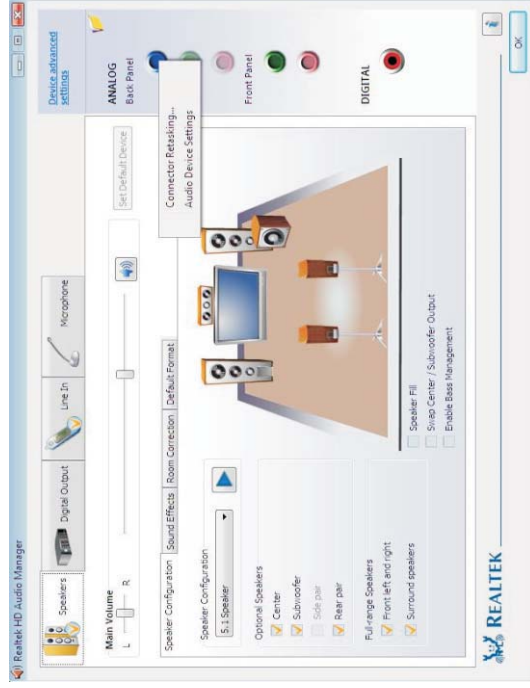 Realtek HD Audio Manager
Speakers
Digital Output
Line In
Microphone
Device advanced settings
Main Volume
L
R
Set Default Device
Speaker Configuration
Sound Effects
Room Correction
Default Format
Speaker Configuration
5.1 Speaker
Optional Speakers
Center
Subwoofer
Side pair
Rear pair
Full-range Speakers
Front left and right
Surround speakers
Speaker Fill
Swap Center / Subwoofer Output
Enable Bass Management
ANALOG
Back Panel
Connector Retasking...
Audio Device Settings
Front Panel
DIGITAL
REALTEK
i
OK